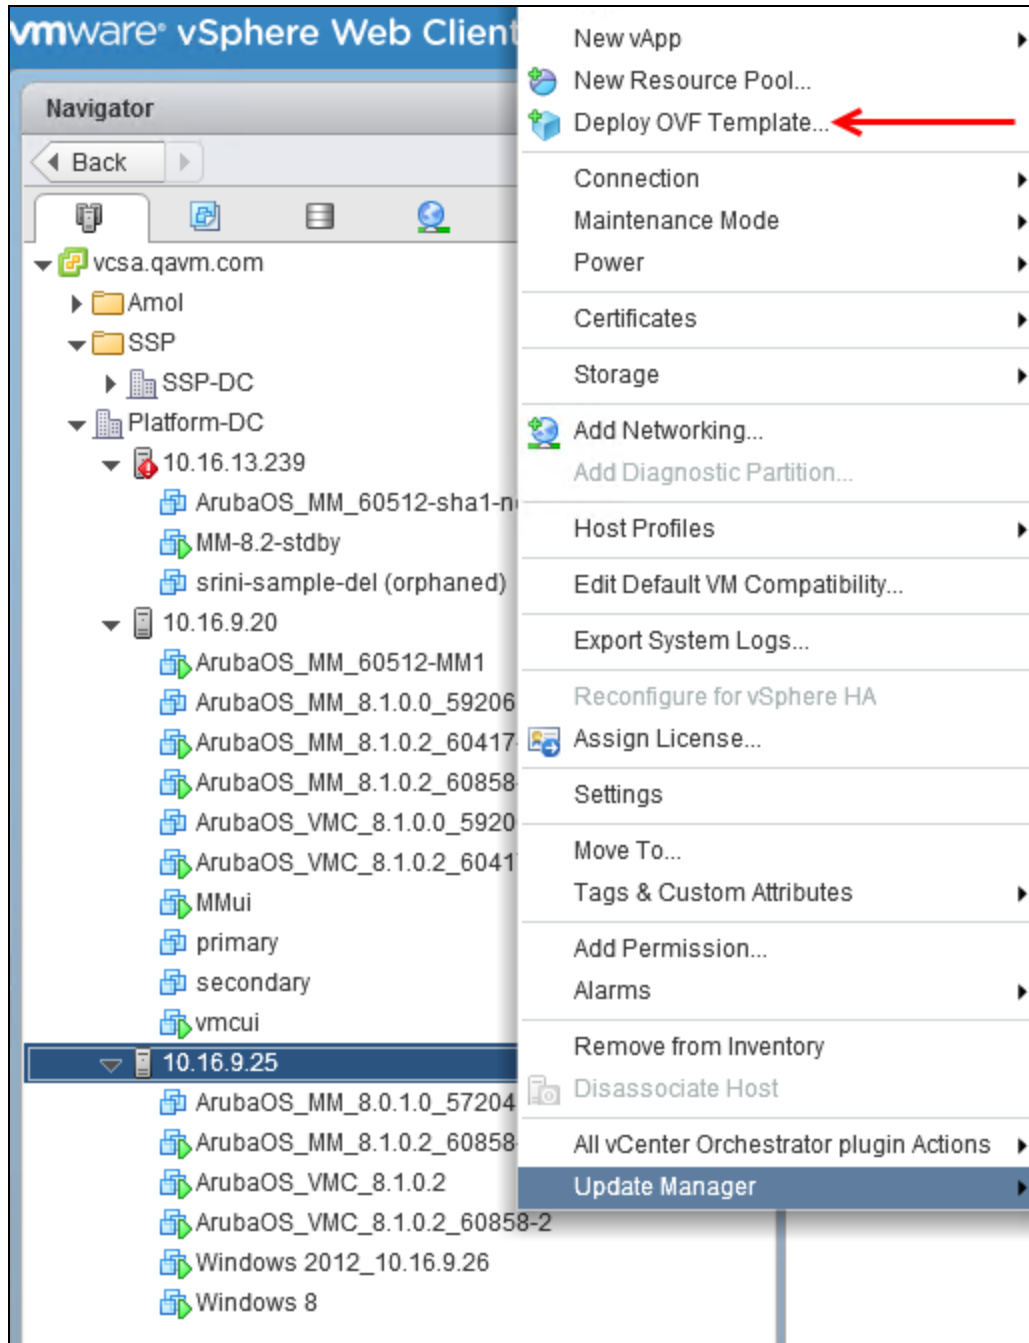 vmware® vSphere Web Client
Navigator
Back
vcsa.qavm.com
Amol
SSP
SSP-DC
Platform-DC
10.16.13.239
ArubaOS_MM_60512-sha1-n
MM-8.2-stdby
srini-sample-del (orphaned)
10.16.9.20
ArubaOS_MM_60512-MM1
ArubaOS_MM_8.1.0.0_59206
ArubaOS_MM_8.1.0.2_60417-
ArubaOS_MM_8.1.0.2_60858-
ArubaOS_VMC_8.1.0.0_5920
ArubaOS_VMC_8.1.0.2_6041
MMui
primary
secondary
vmcui
10.16.9.25
ArubaOS_MM_8.0.1.0_57204
ArubaOS_MM_8.1.0.2_60858-
ArubaOS_VMC_8.1.0.2
ArubaOS_VMC_8.1.0.2_60858-2
Windows 2012_10.16.9.26
Windows 8
New vApp
New Resource Pool...
Deploy OVF Template...
Connection
Maintenance Mode
Power
Certificates
Storage
Add Networking...
Add Diagnostic Partition...
Host Profiles
Edit Default VM Compatibility...
Export System Logs...
Reconfigure for vSphere HA
Assign License...
Settings
Move To...
Tags & Custom Attributes
Add Permission...
Alarms
Remove from Inventory
Disassociate Host
All vCenter Orchestrator plugin Actions
Update Manager